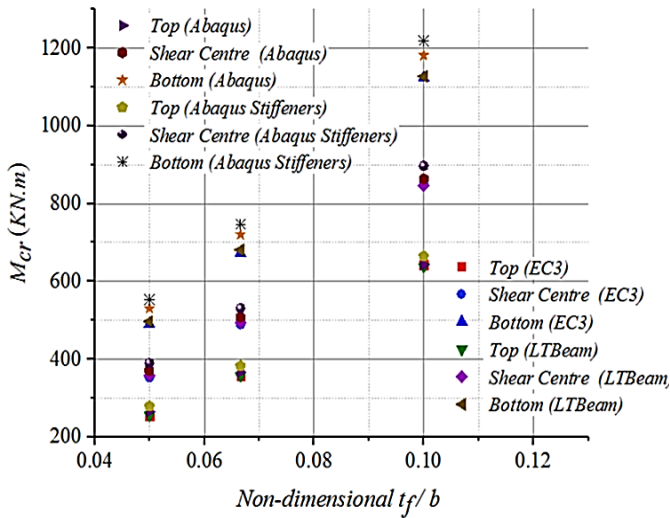 1200
1000
800
600
400
200
0.04
0.06
0.08
0.10
0.12
Mcr (KN.m)
Non-dimensional tf/ b
Top (Abaqus)
Shear Centre (Abaqus)
Bottom (Abaqus)
Top (Abaqus Stiffeners)
Shear Centre (Abaqus Stiffeners)
Bottom (Abaqus Stiffeners)
Top (EC3)
Shear Centre (EC3)
Bottom (EC3)
Top (LTBeam)
Shear Centre (LTBeam)
Bottom (LTBeam)